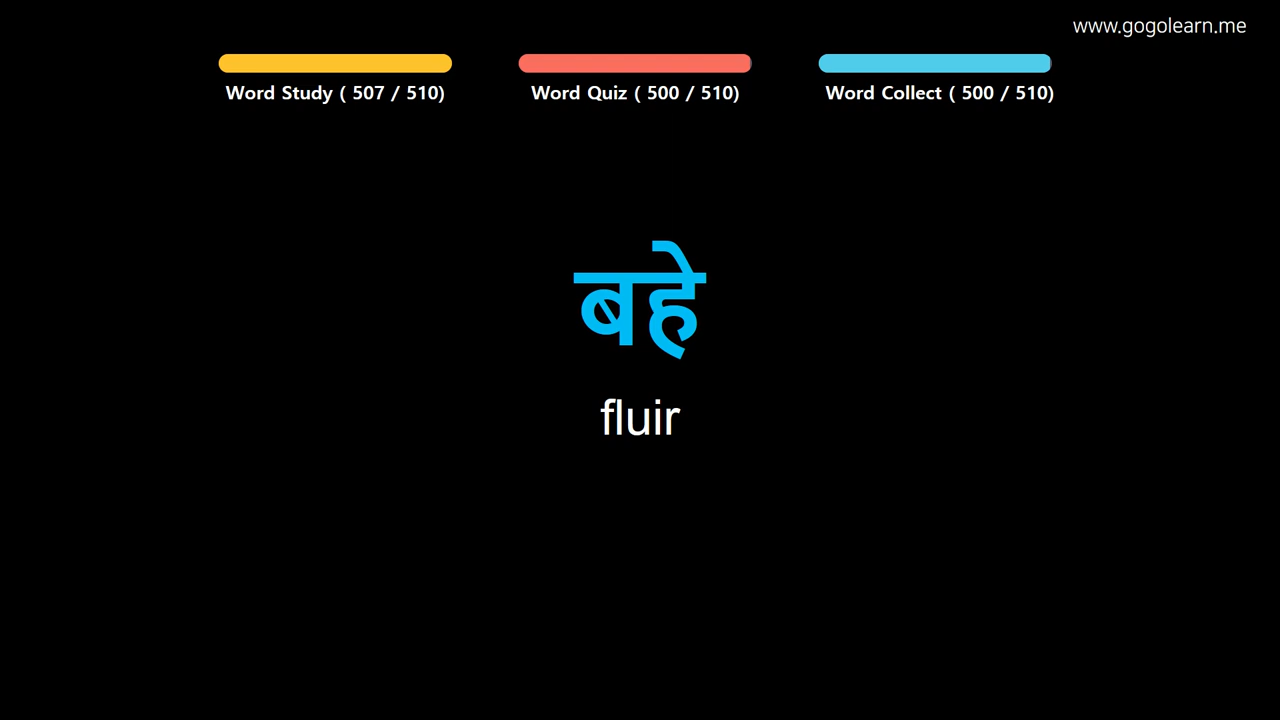 www.gogolearn.me
Word Study ( 507 / 510)
Word Quiz ( 500 / 510)
Word Collect ( 500 / 510)
बहे
fluir